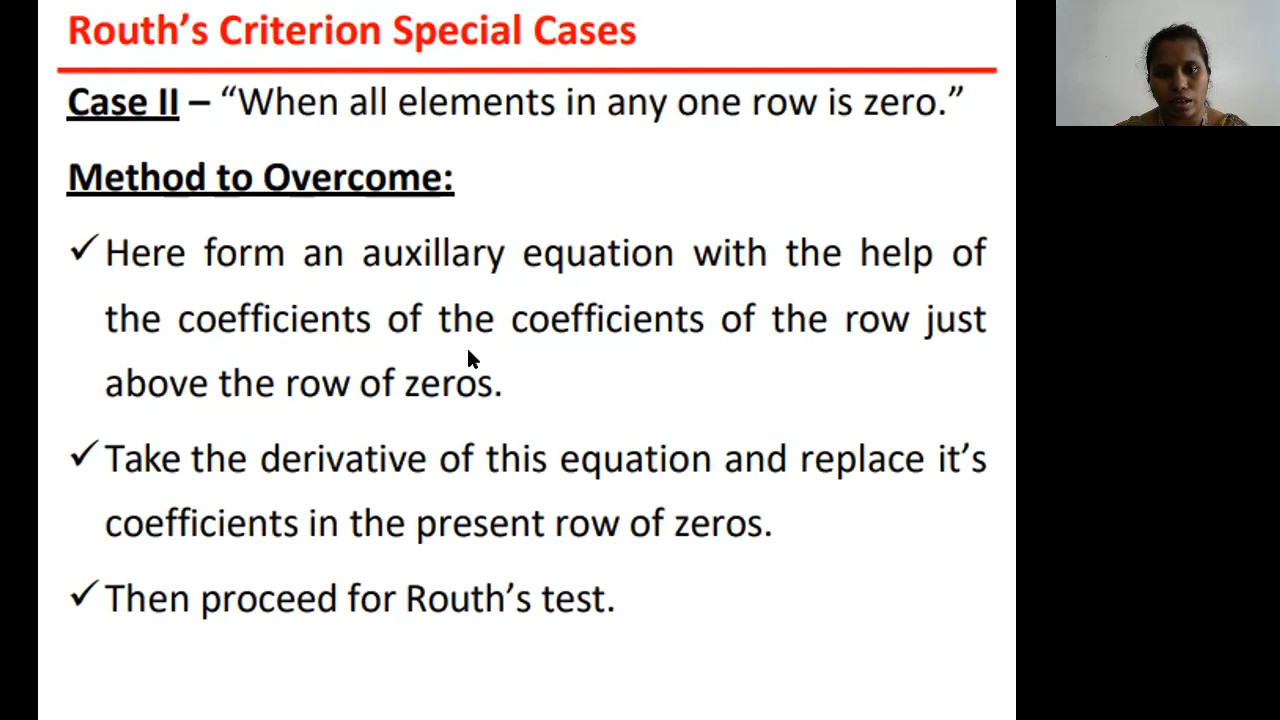 Routh’s Criterion Special Cases
Case II – “When all elements in any one row is zero.”
Method to Overcome:
✓Here form an auxillary equation with the help of
the coefficients of the coefficients of the row just
above the row of zeros.
✓Take the derivative of this equation and replace it’s
coefficients in the present row of zeros.
✓Then proceed for Routh’s test.